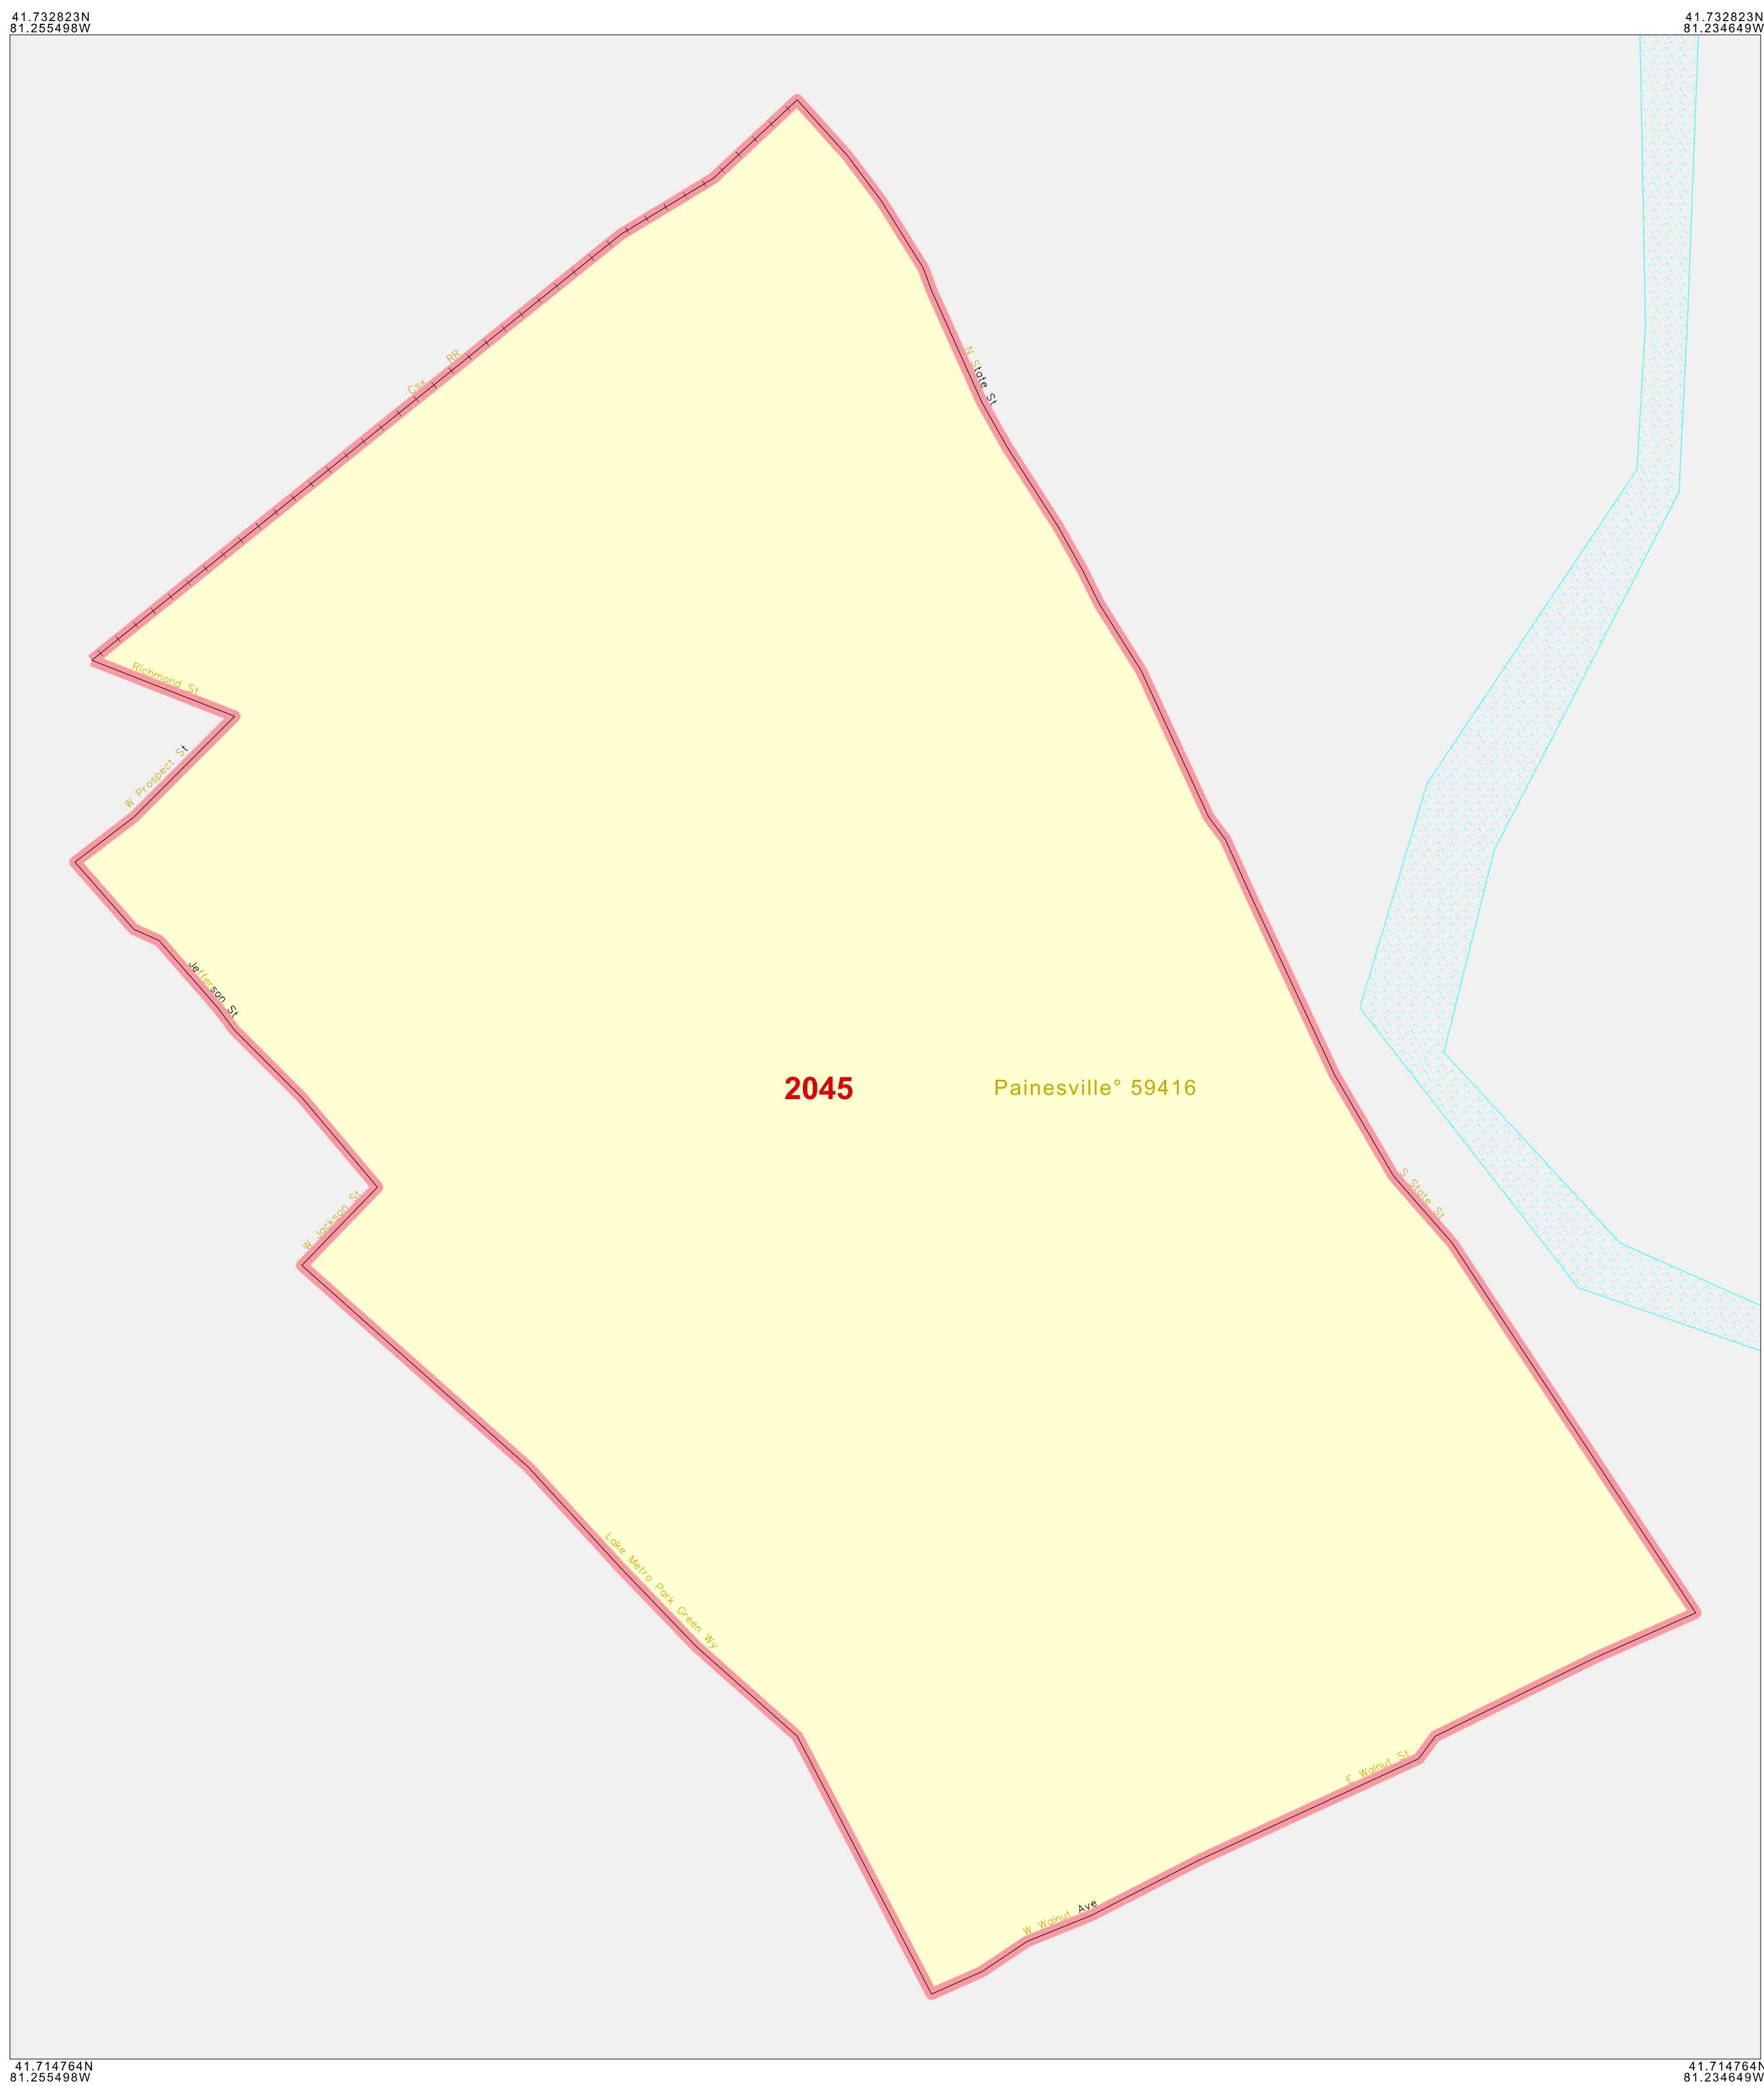 41.732823N
81.255498W
41.732823N
81.234649W
N State St
Csx RR
Richmond St
W Prospect St
Jefferson St
2045
Painesville° 59416
W Jackson St
S State St
Lake Metro Park Green Wy
E Walnut St
W Walnut Ave
41.714764N
81.255498W
41.714764N
81.234649W